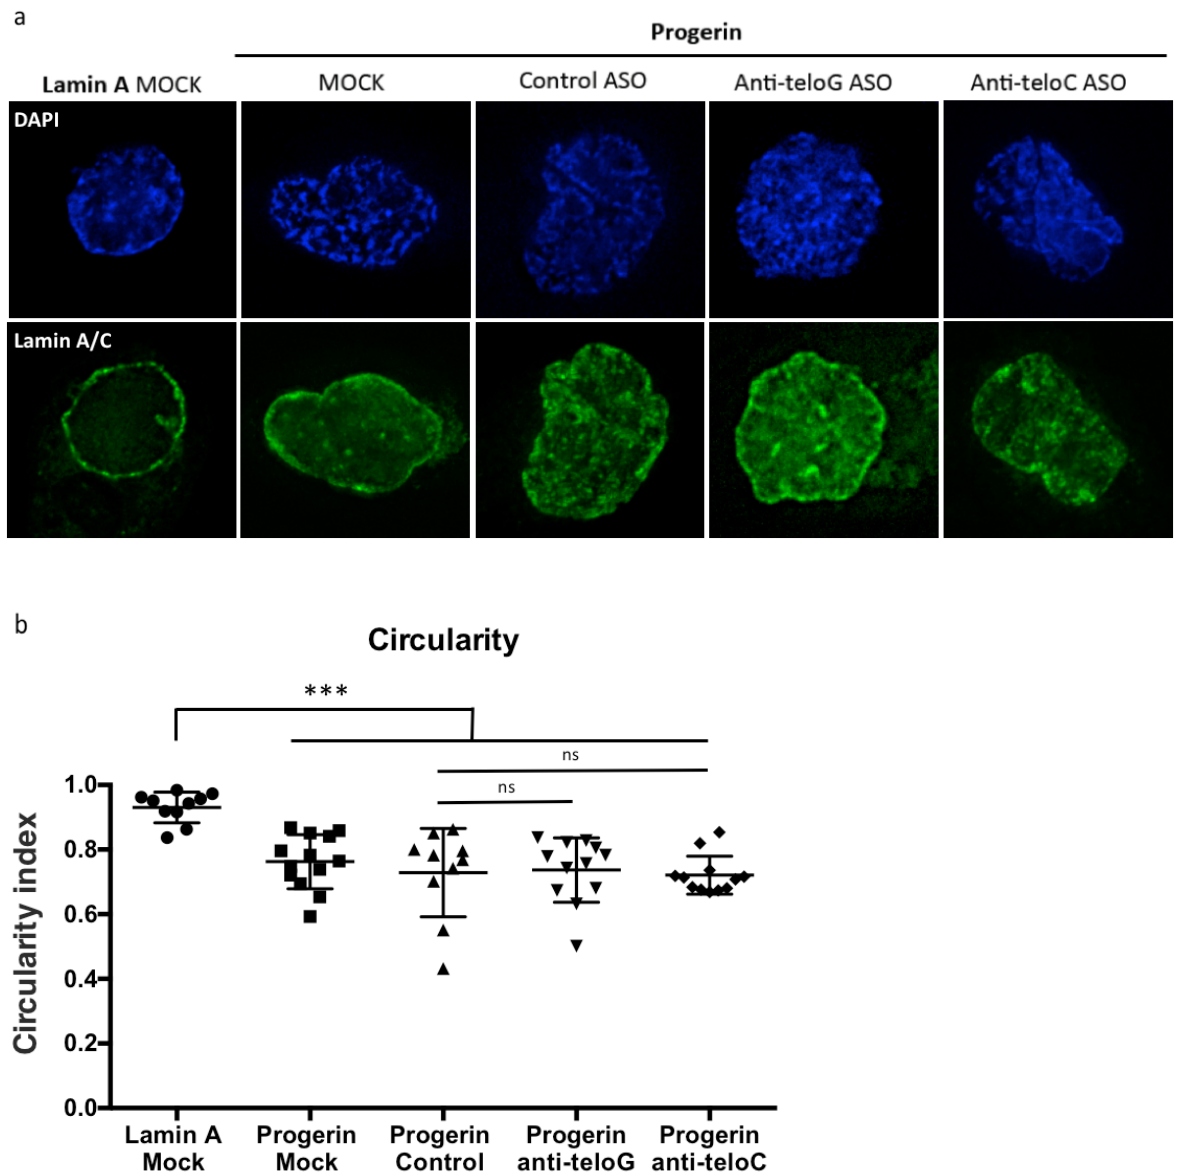 a
Progerin
Lamin A MOCK MOCK Control ASO Anti-teloG ASO Anti-teloC ASO
DAPI
Lamin A/C
b
Circularity
***
ns
ns
Circularity index
1.0
0.8
0.6
0.4
0.2
0.0
Lamin A Progerin Progerin Progerin Progerin
Mock Mock Control anti-teloG anti-teloC